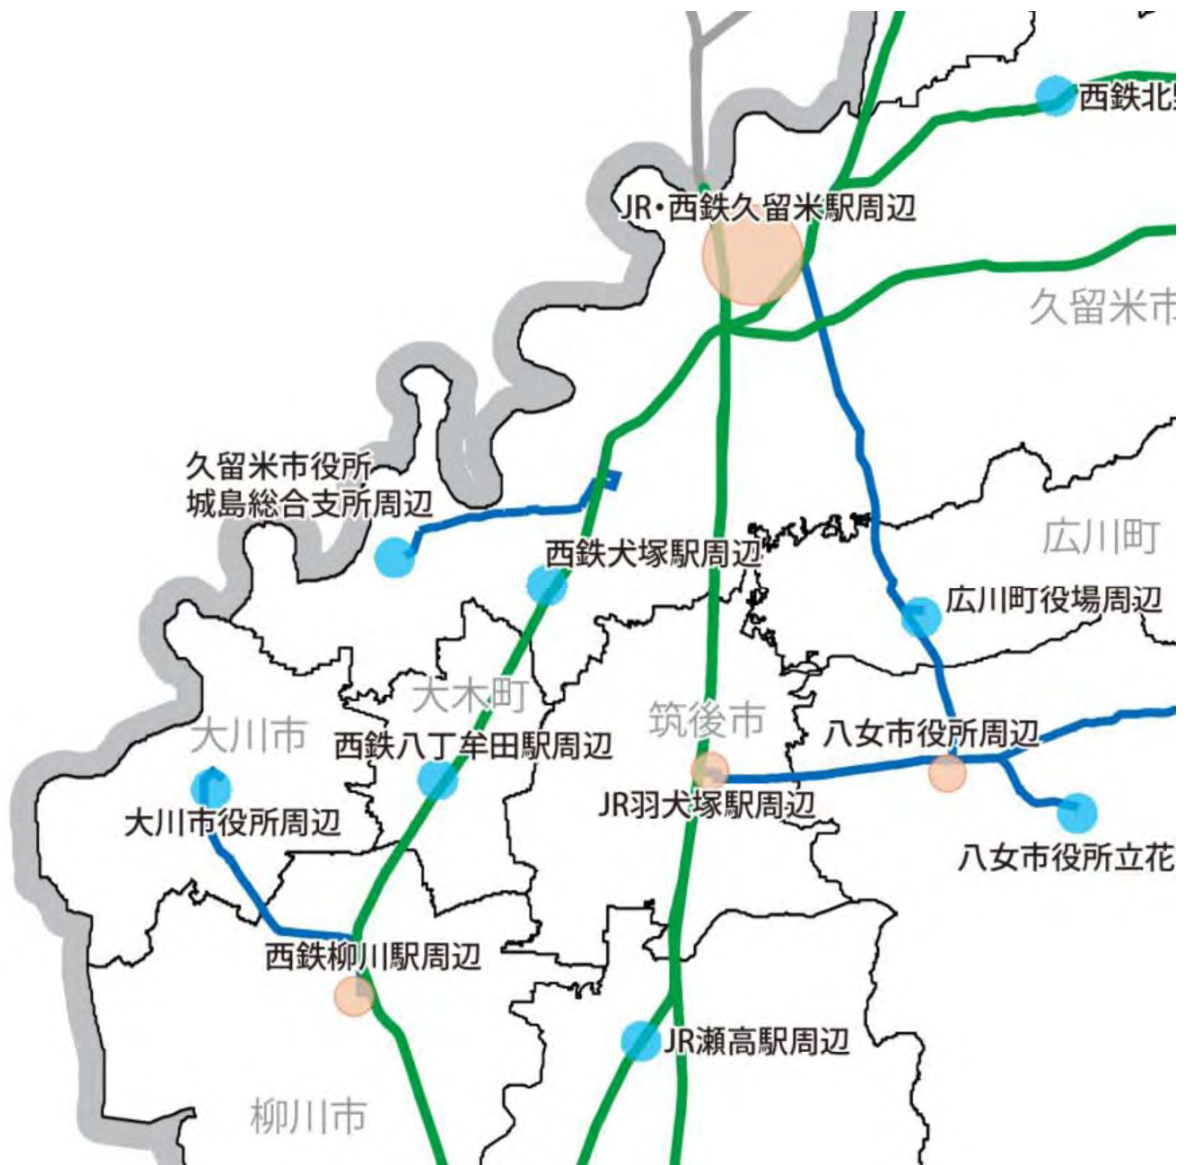 西鉄北
JR・西鉄久留米駅周辺
久留米市
久留米市役所
城島総合支所周辺
広川町
西鉄犬塚駅周辺
広川町役場周辺
大木町
筑後市
大川市
八女市役所周辺
西鉄八丁牟田駅周辺
JR羽犬塚駅周辺
大川市役所周辺
八女市役所立花
西鉄柳川駅周辺
JR瀬高駅周辺
柳川市